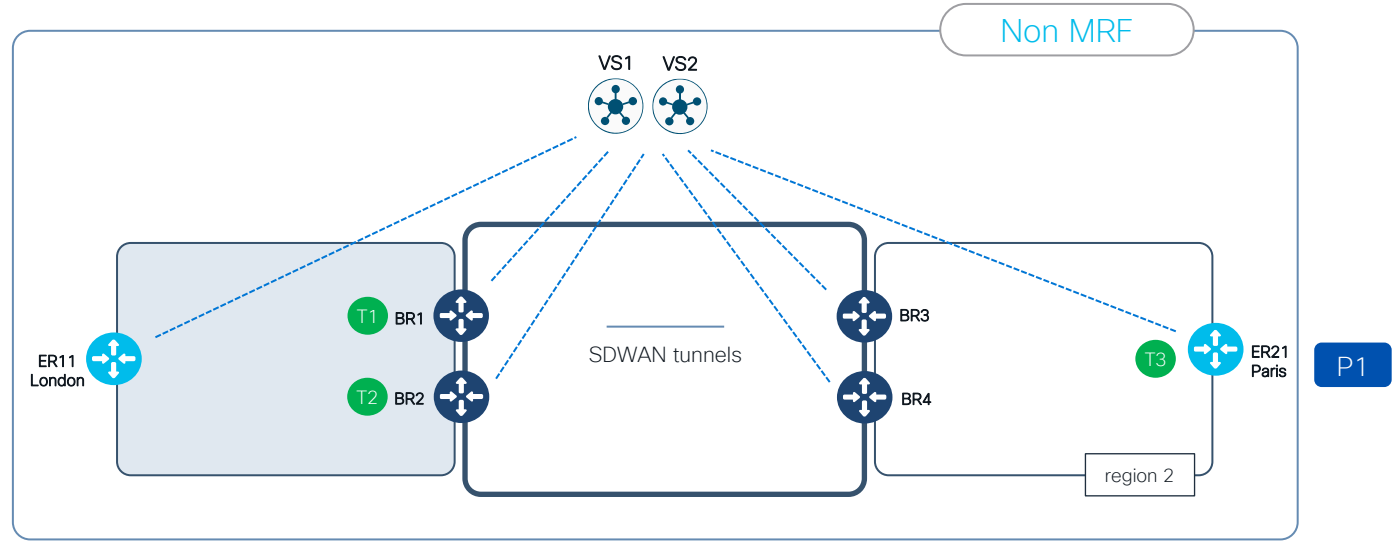 Non MRF
VS1
VS2
T1
BR1
BR3
SDWAN tunnels
ER11
London
T3
ER21
Paris
P1
T2
BR2
BR4
region 2